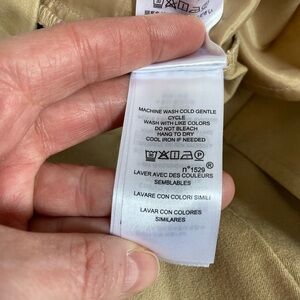 MACHINE WASH COLD GENTLE
CYCLE
WASH WITH LIKE COLORS
DO NOT BLEACH
HANG TO DRY
COOL IRON IF NEEDED
n°1529®
LAVER AVEC DES COULEURS
SEMBLABLES
LAVARE CON COLORI SIMILI
LAVAR CON COLORES
SIMILARES